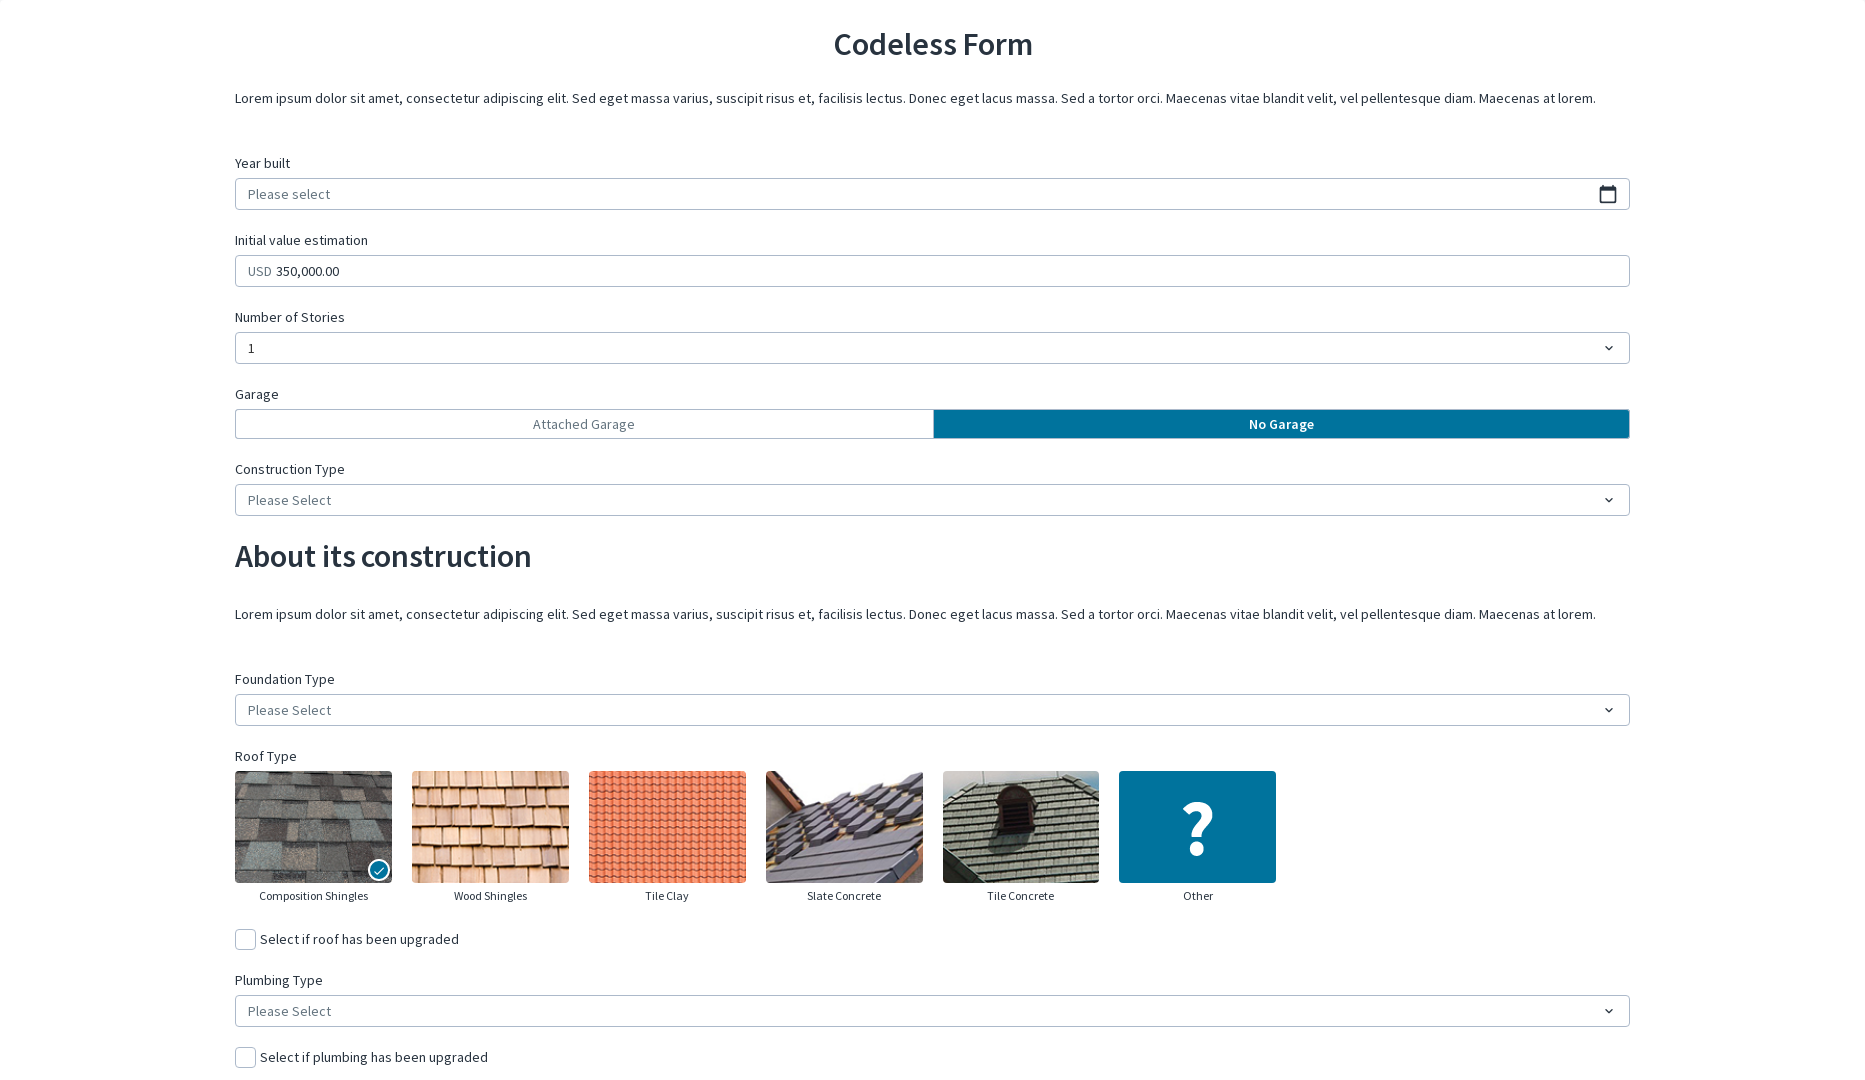 Codeless Form
Lorem ipsum dolor sit amet, consectetur adipiscing elit. Sed eget massa varius, suscipit risus et, facilisis lectus. Donec eget lacus massa. Sed a tortor orci. Maecenas vitae blandit velit, vel pellentesque diam. Maecenas at lorem.
Year built
Please select
Initial value estimation
USD 350,000.00
Number of Stories
1
Garage
Attached Garage
No Garage
Construction Type
Please Select
About its construction
Lorem ipsum dolor sit amet, consectetur adipiscing elit. Sed eget massa varius, suscipit risus et, facilisis lectus. Donec eget lacus massa. Sed a tortor orci. Maecenas vitae blandit velit, vel pellentesque diam. Maecenas at lorem.
Foundation Type
Please Select
Roof Type
?
Composition Shingles
Wood Shingles
Tile Clay
Slate Concrete
Tile Concrete
Other
Select if roof has been upgraded
Plumbing Type
Please Select
Select if plumbing has been upgraded